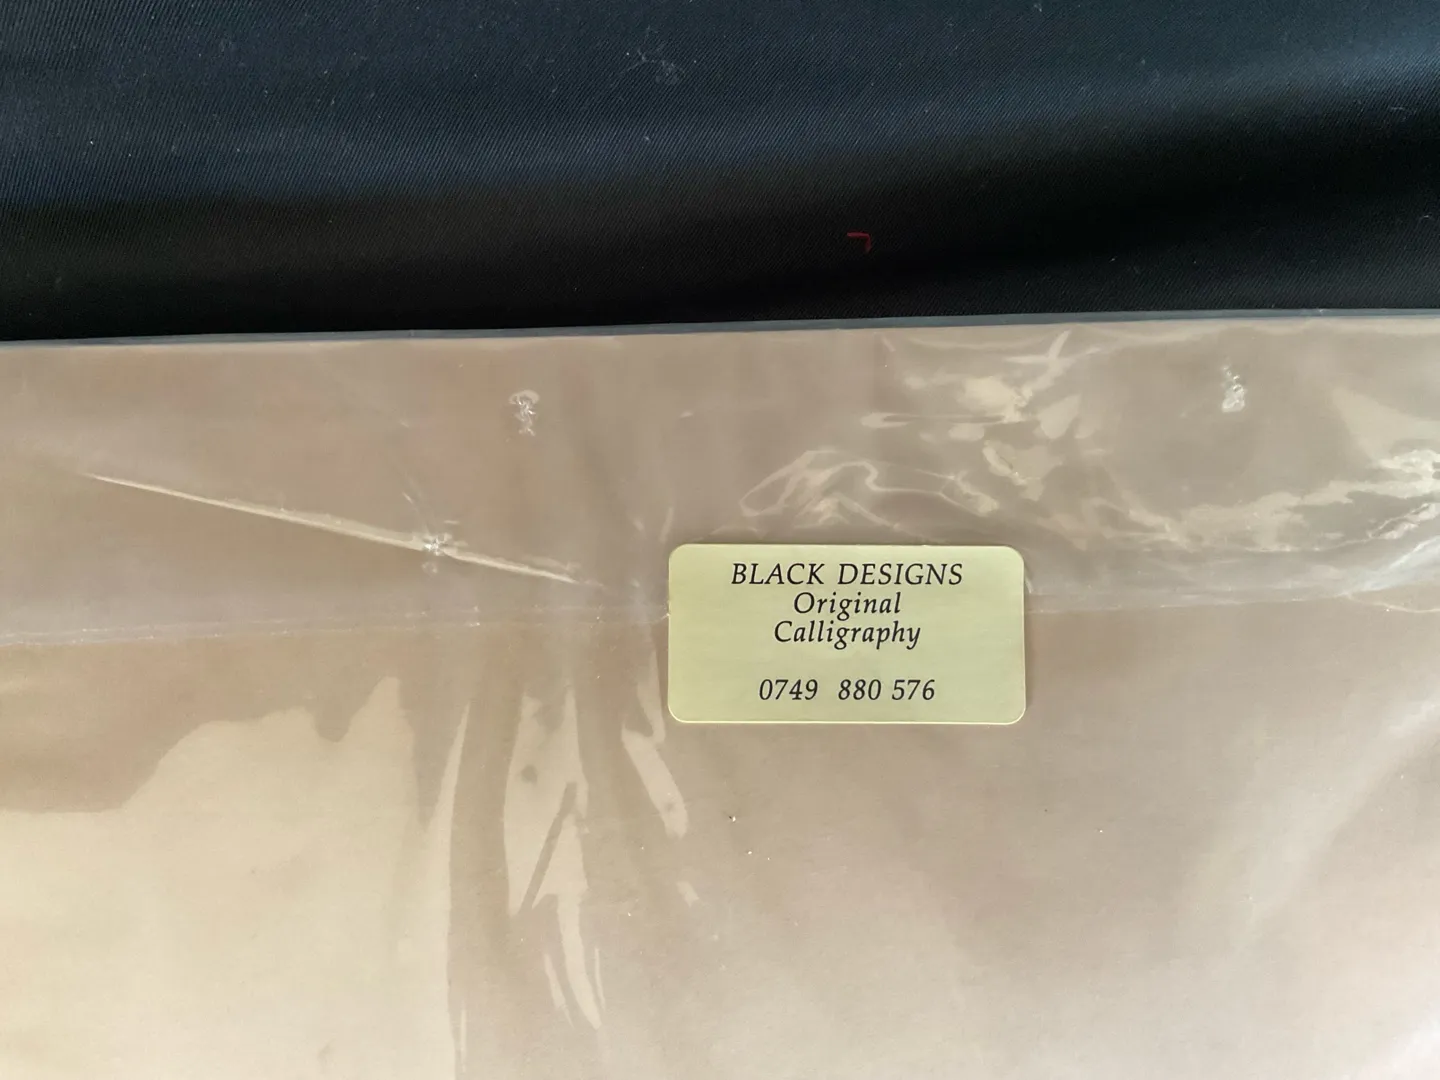 BLACK DESIGNS
Original
Calligraphy
0749 880 576